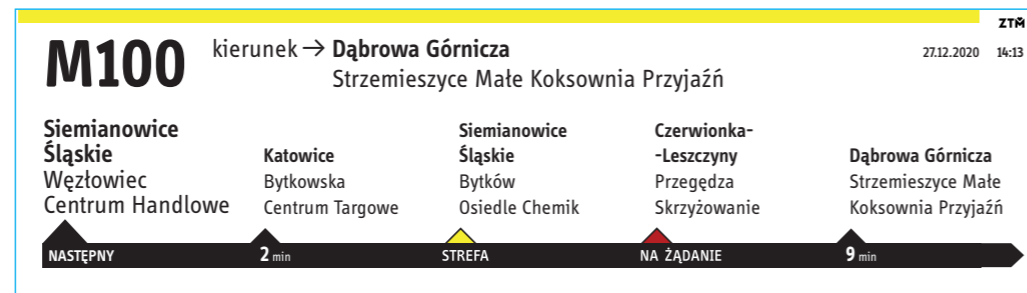 ZTM
M100 kierunek → Dąbrowa Górnicza 27.12.2020 14:13
Strzemieszyce Małe Koksownia Przyjaźń
Siemianowice
Śląskie
Węzłowiec
Centrum Handlowe
Katowice
Bytkowska
Centrum Targowe
Siemianowice
Śląskie
Bytków
Osiedle Chemik
Czerwionka-
-Leszczyny
Przegędza
Skrzyżowanie
Dąbrowa Górnicza
Strzemieszyce Małe
Koksownia Przyjaźń
NASTĘPNY 2 min STREFA NA ŻĄDANIE 9 min